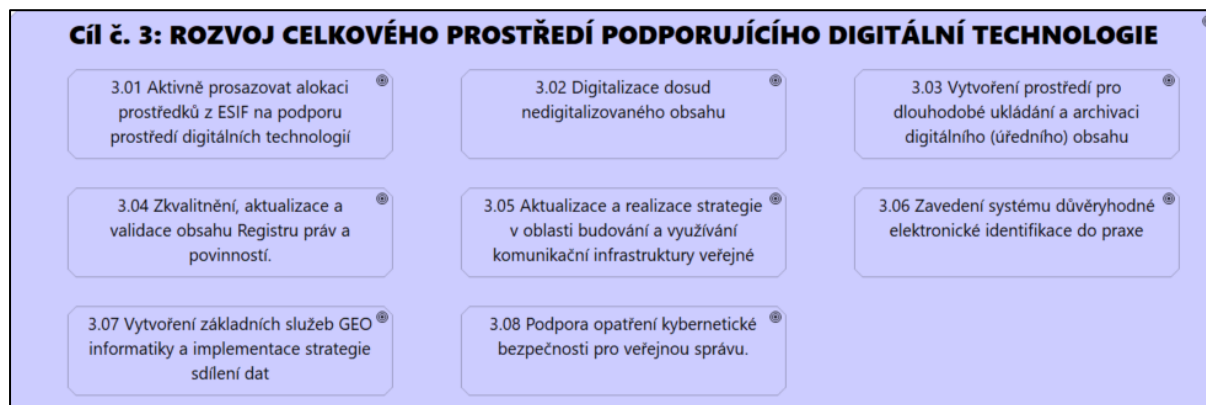 Cíl č. 3: ROZVOJ CELKOVÉHO PROSTŘEDÍ PODPORUJÍCÍHO DIGITÁLNÍ TECHNOLOGIE
3.01 Aktivně prosazovat alokaci
prostředků z ESIF na podporu
prostředí digitálních technologií
3.02 Digitalizace dosud
nedigitalizovaného obsahu
3.03 Vytvoření prostředí pro
dlouhodobé ukládání a archivaci
digitálního (úředního) obsahu
3.04 Zkvalitnění, aktualizace a
validace obsahu Registru práv a
povinností.
3.05 Aktualizace a realizace strategie
v oblasti budování a využívání
komunikační infrastruktury veřejné
3.06 Zavedení systému důvěryhodné
elektronické identifikace do praxe
3.07 Vytvoření základních služeb GEO
informatiky a implementace strategie
sdílení dat
3.08 Podpora opatření kybernetické
bezpečnosti pro veřejnou správu.